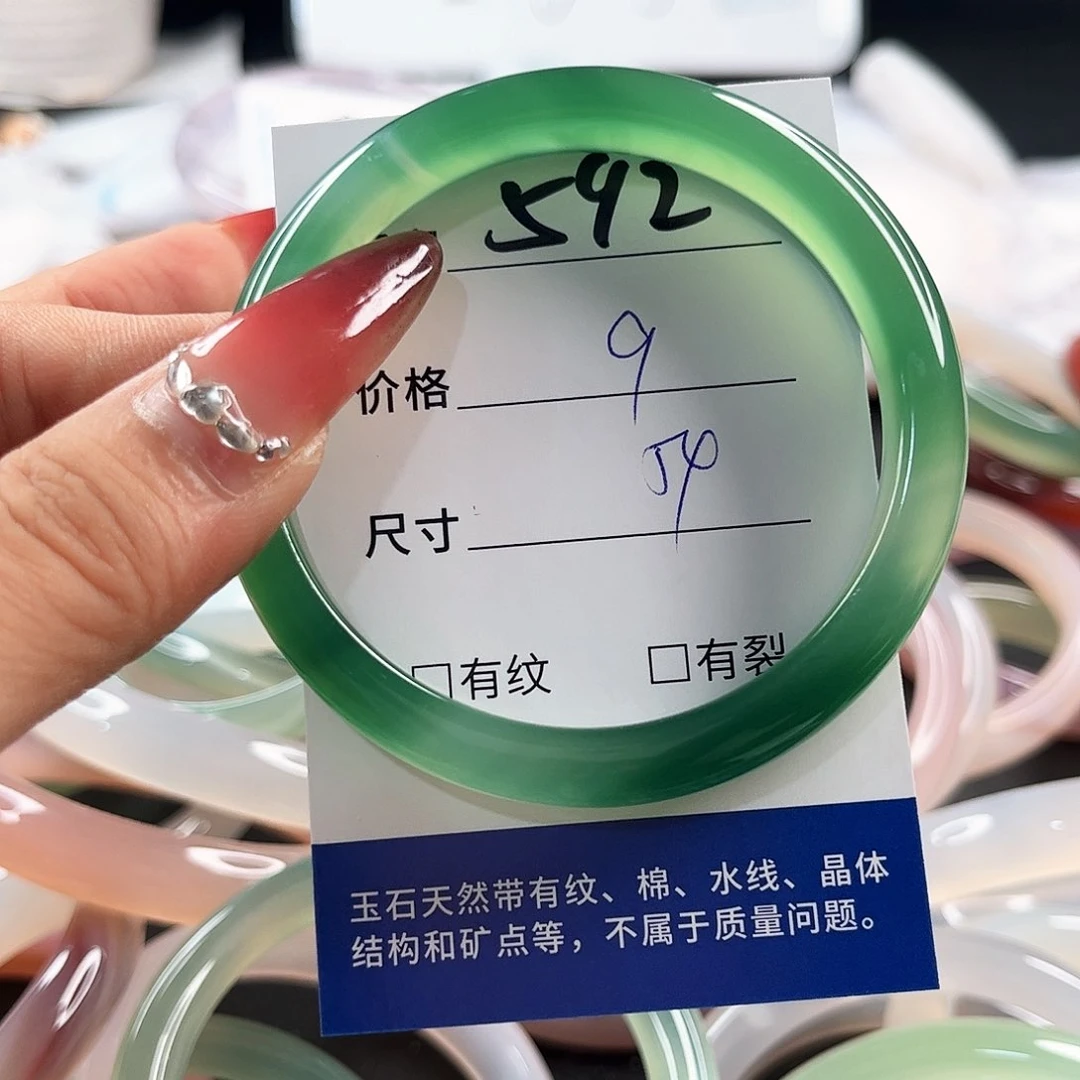 592
价格 9
尺寸 54
□有纹 □有裂
玉石天然带有纹、棉、水线、晶体
结构和矿点等，不属于质量问题。